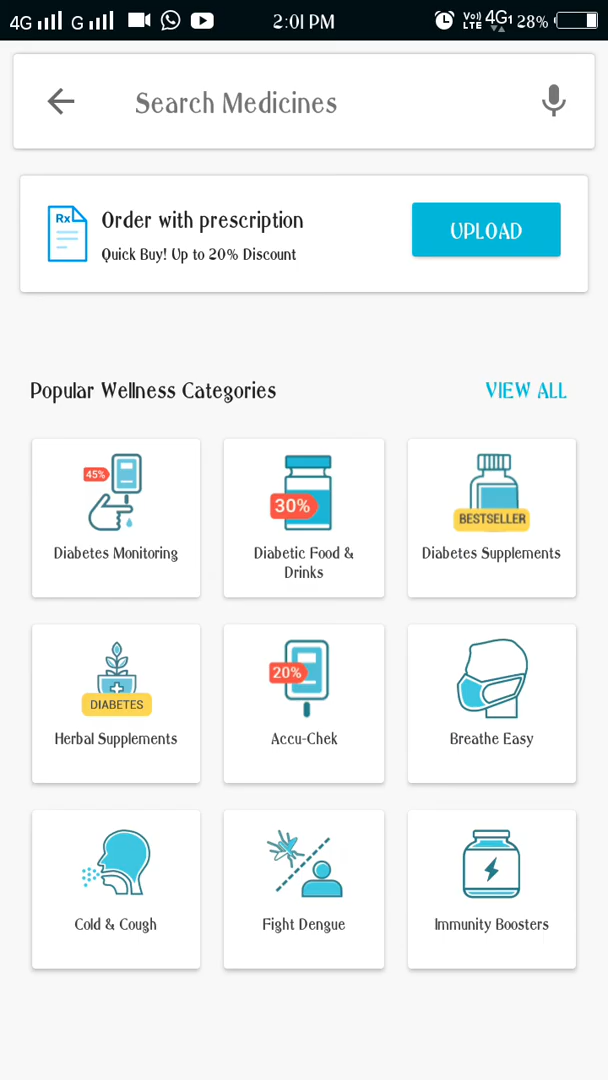 4G G 2:01 PM Vo) LTE 4G1 28%
Search Medicines
Rx
Order with prescription
Quick Buy! Up to 20% Discount
UPLOAD
Popular Wellness Categories
VIEW ALL
45%
Diabetes Monitoring
30%
Diabetic Food &
Drinks
BESTSELLER
Diabetes Supplements
DIABETES
Herbal Supplements
20%
Accu-Chek
Breathe Easy
Cold & Cough
Fight Dengue
Immunity Boosters